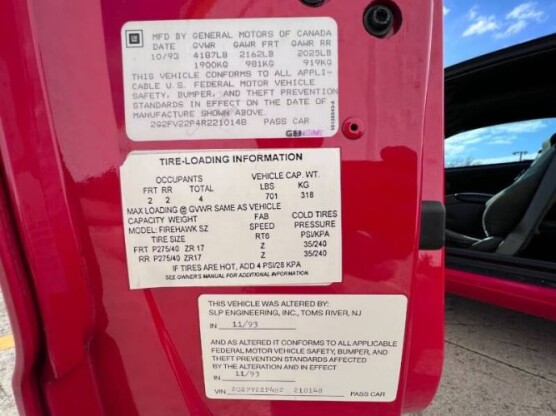 GM
MFD BY GENERAL MOTORS OF CANADA
DATE GVWR GAWR FRT GAWR RR
10/93 4187LB 2162LB 2025LB
1900KG 981KG 919KG
THIS VEHICLE CONFORMS TO ALL APPLI-
CABLE U.S. FEDERAL MOTOR VEHICLE
SAFETY, BUMPER, AND THEFT PREVENTION
STANDARDS IN EFFECT ON THE DATE OF
MANUFACTURE SHOWN ABOVE.
2G2FV22P4R2210148 PASS CAR
TIRE-LOADING INFORMATION
OCCUPANTS VEHICLE CAP. WT.
FRT RR TOTAL LBS KG
2 2 4 701 318
MAX LOADING @ GVWR SAME AS VEHICLE
CAPACITY WEIGHT FAB COLD TIRES
MODEL: FIREHAWK SZ SPEED PRESSURE
TIRE SIZE RT6 PSI/KPA
FRT P275/40 ZR 17 Z 35/240
RR P275/40 ZR17 Z 35/240
IF TIRES ARE HOT, ADD 4 PSI/28 KPA
SEE OWNER'S MANUAL FOR ADDITIONAL INFORMATION
THIS VEHICLE WAS ALTERED BY:
SLP ENGINEERING, INC., TOMS RIVER, NJ
IN 11/93
AND AS ALTERED IT CONFORMS TO ALL APPLICABLE
FEDERAL MOTOR VEHICLE SAFETY, BUMPER, AND
THEFT PREVENTION STANDARDS AFFECTED
BY THE ALTERATION AND IN EFFECT
IN 11/93
VIN 210148 PASS CAR